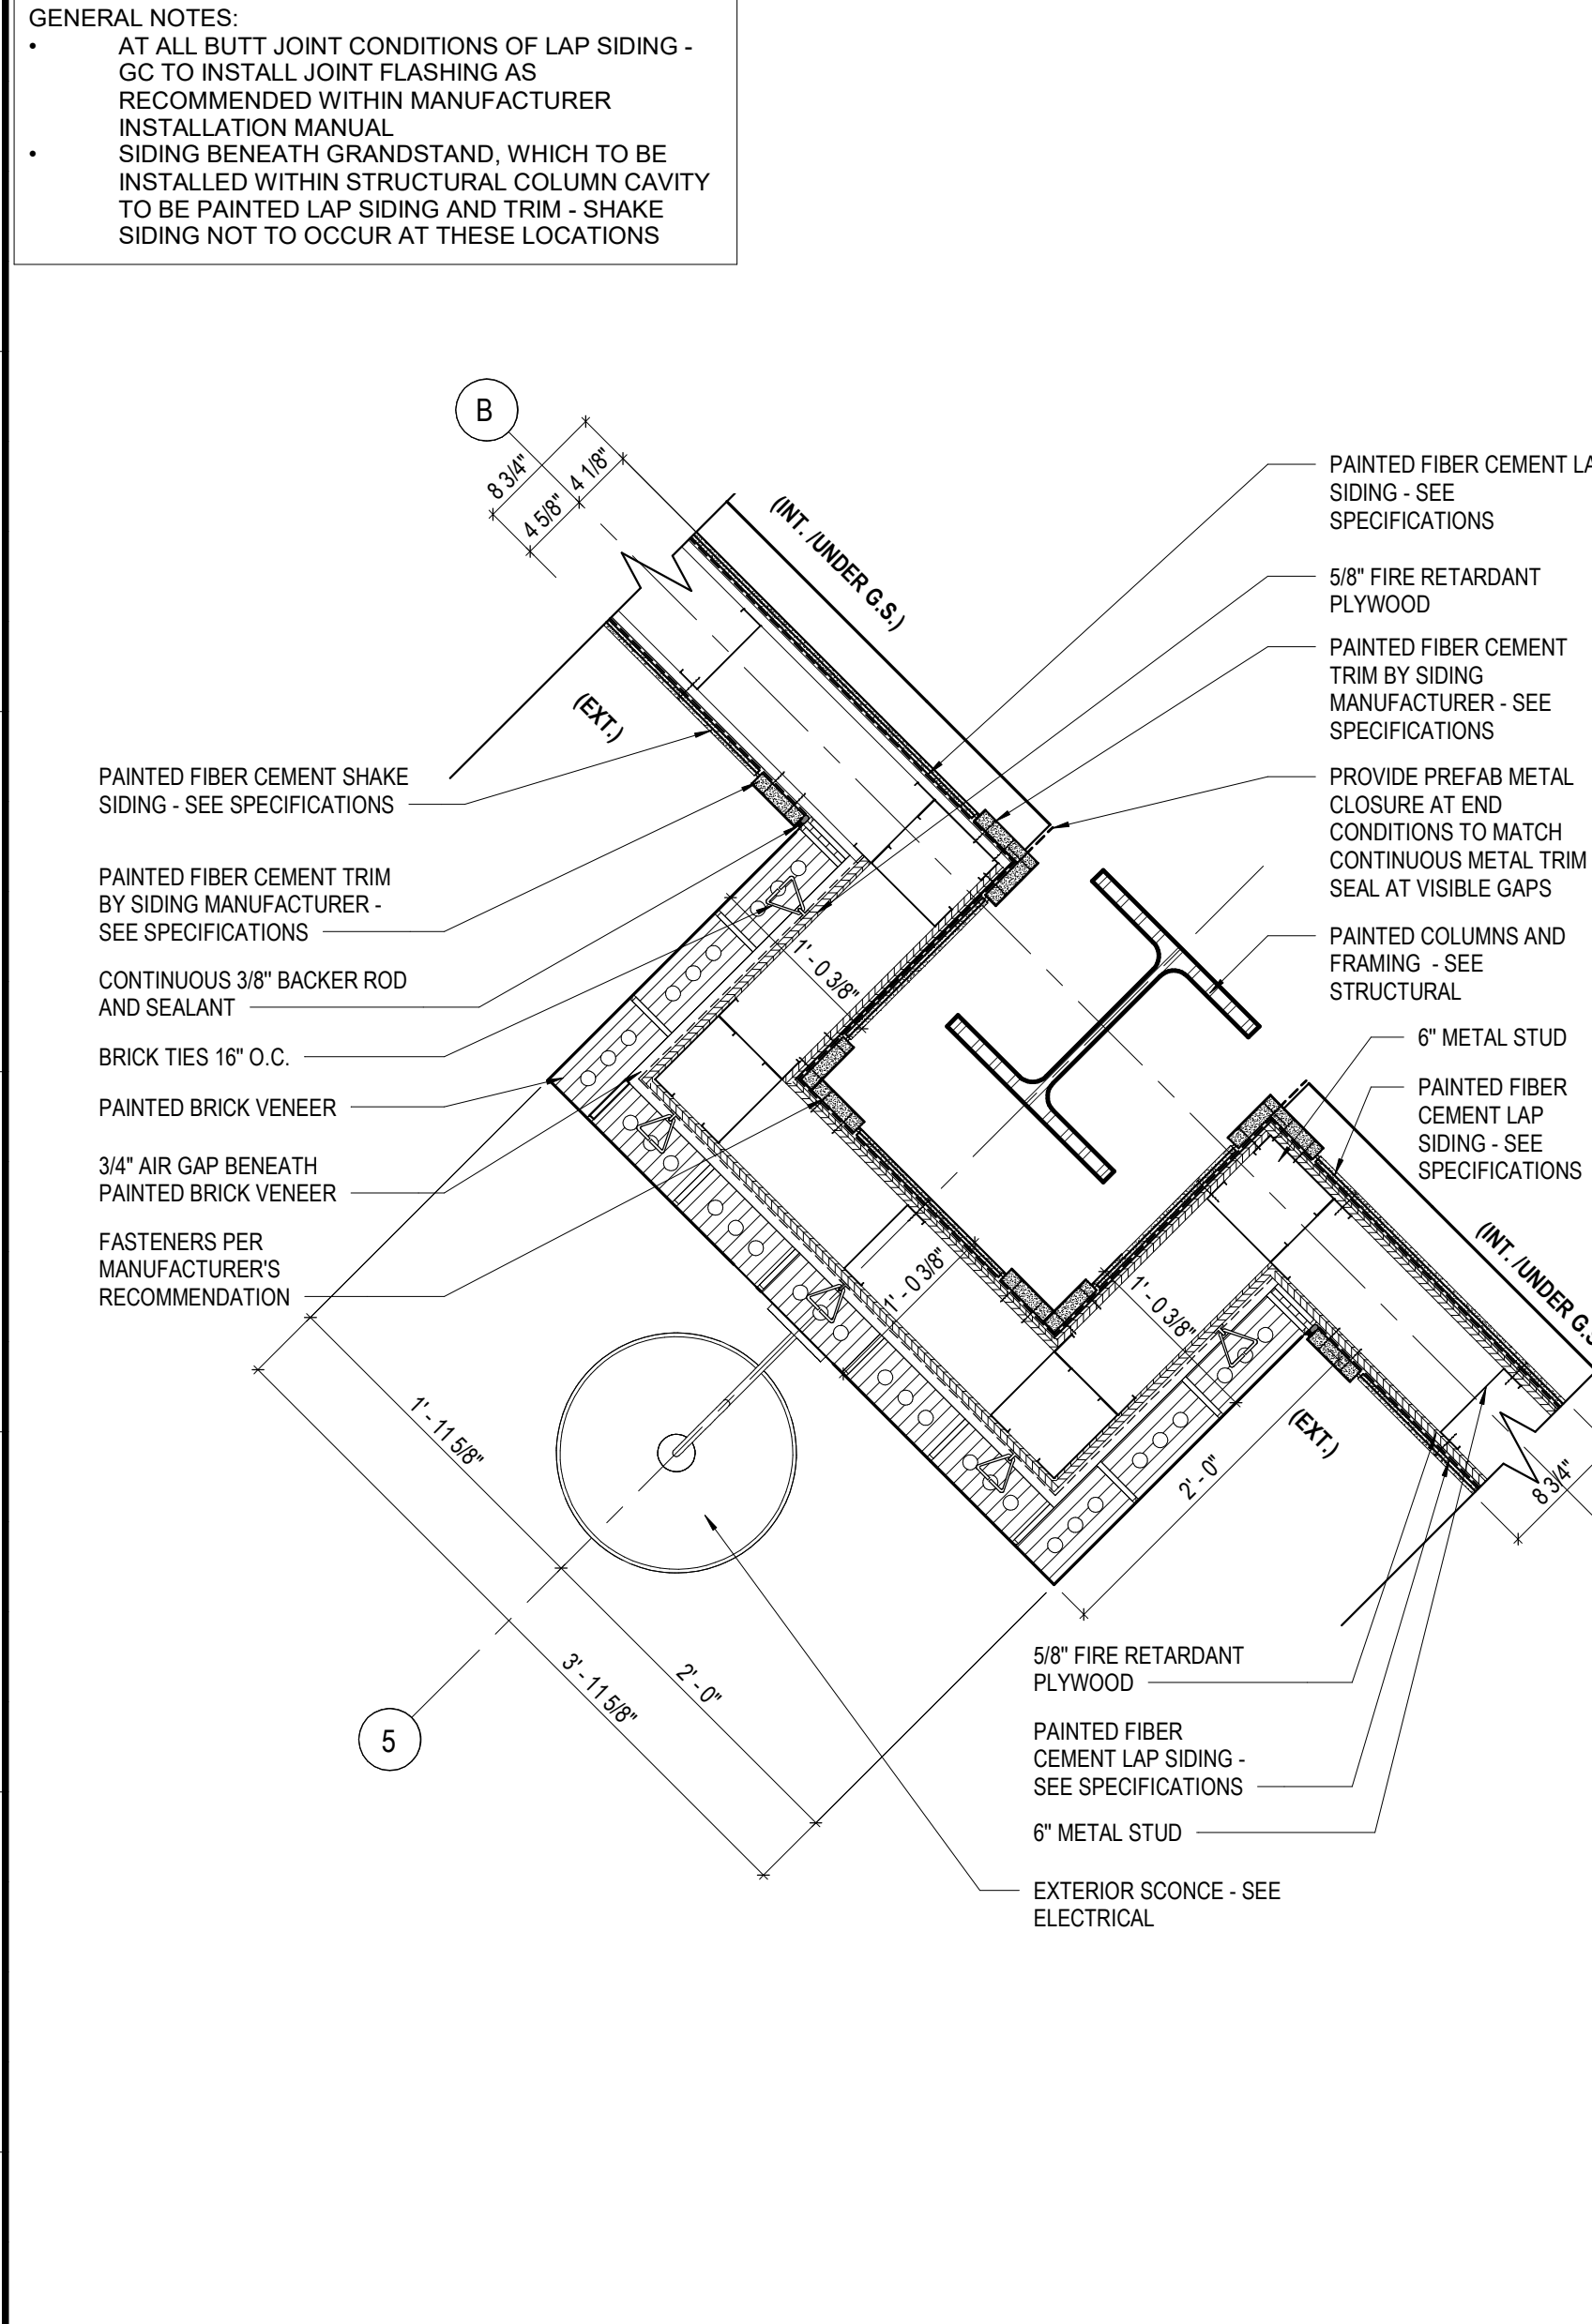 GENERAL NOTES:
• AT ALL BUTT JOINT CONDITIONS OF LAP SIDING -
GC TO INSTALL JOINT FLASHING AS
RECOMMENDED WITHIN MANUFACTURER
INSTALLATION MANUAL
• SIDING BENEATH GRANDSTAND, WHICH TO BE
INSTALLED WITHIN STRUCTURAL COLUMN CAVITY
TO BE PAINTED LAP SIDING AND TRIM - SHAKE
SIDING NOT TO OCCUR AT THESE LOCATIONS
B
8 3/4"
4 1/8"
4 5/8"
(INT. /UNDER G.S.)
(EXT.)
PAINTED FIBER CEMENT LA
SIDING - SEE
SPECIFICATIONS
5/8" FIRE RETARDANT
PLYWOOD
PAINTED FIBER CEMENT
TRIM BY SIDING
MANUFACTURER - SEE
SPECIFICATIONS
PROVIDE PREFAB METAL
CLOSURE AT END
CONDITIONS TO MATCH
CONTINUOUS METAL TRIM
SEAL AT VISIBLE GAPS
PAINTED COLUMNS AND
FRAMING - SEE
STRUCTURAL
6" METAL STUD
PAINTED FIBER
CEMENT LAP
SIDING - SEE
SPECIFICATIONS
(INT. /UNDER G.S
PAINTED FIBER CEMENT SHAKE
SIDING - SEE SPECIFICATIONS
PAINTED FIBER CEMENT TRIM
BY SIDING MANUFACTURER -
SEE SPECIFICATIONS
CONTINUOUS 3/8" BACKER ROD
AND SEALANT
BRICK TIES 16" O.C.
PAINTED BRICK VENEER
3/4" AIR GAP BENEATH
PAINTED BRICK VENEER
FASTENERS PER
MANUFACTURER'S
RECOMMENDATION
1' - 0 3/8"
1' - 0 3/8"
1' - 0 3/8"
1' - 11 5/8"
2' - 0"
3' - 11 5/8"
2' - 0"
(EXT.)
8 3/4"
5
5/8" FIRE RETARDANT
PLYWOOD
PAINTED FIBER
CEMENT LAP SIDING -
SEE SPECIFICATIONS
6" METAL STUD
EXTERIOR SCONCE - SEE
ELECTRICAL